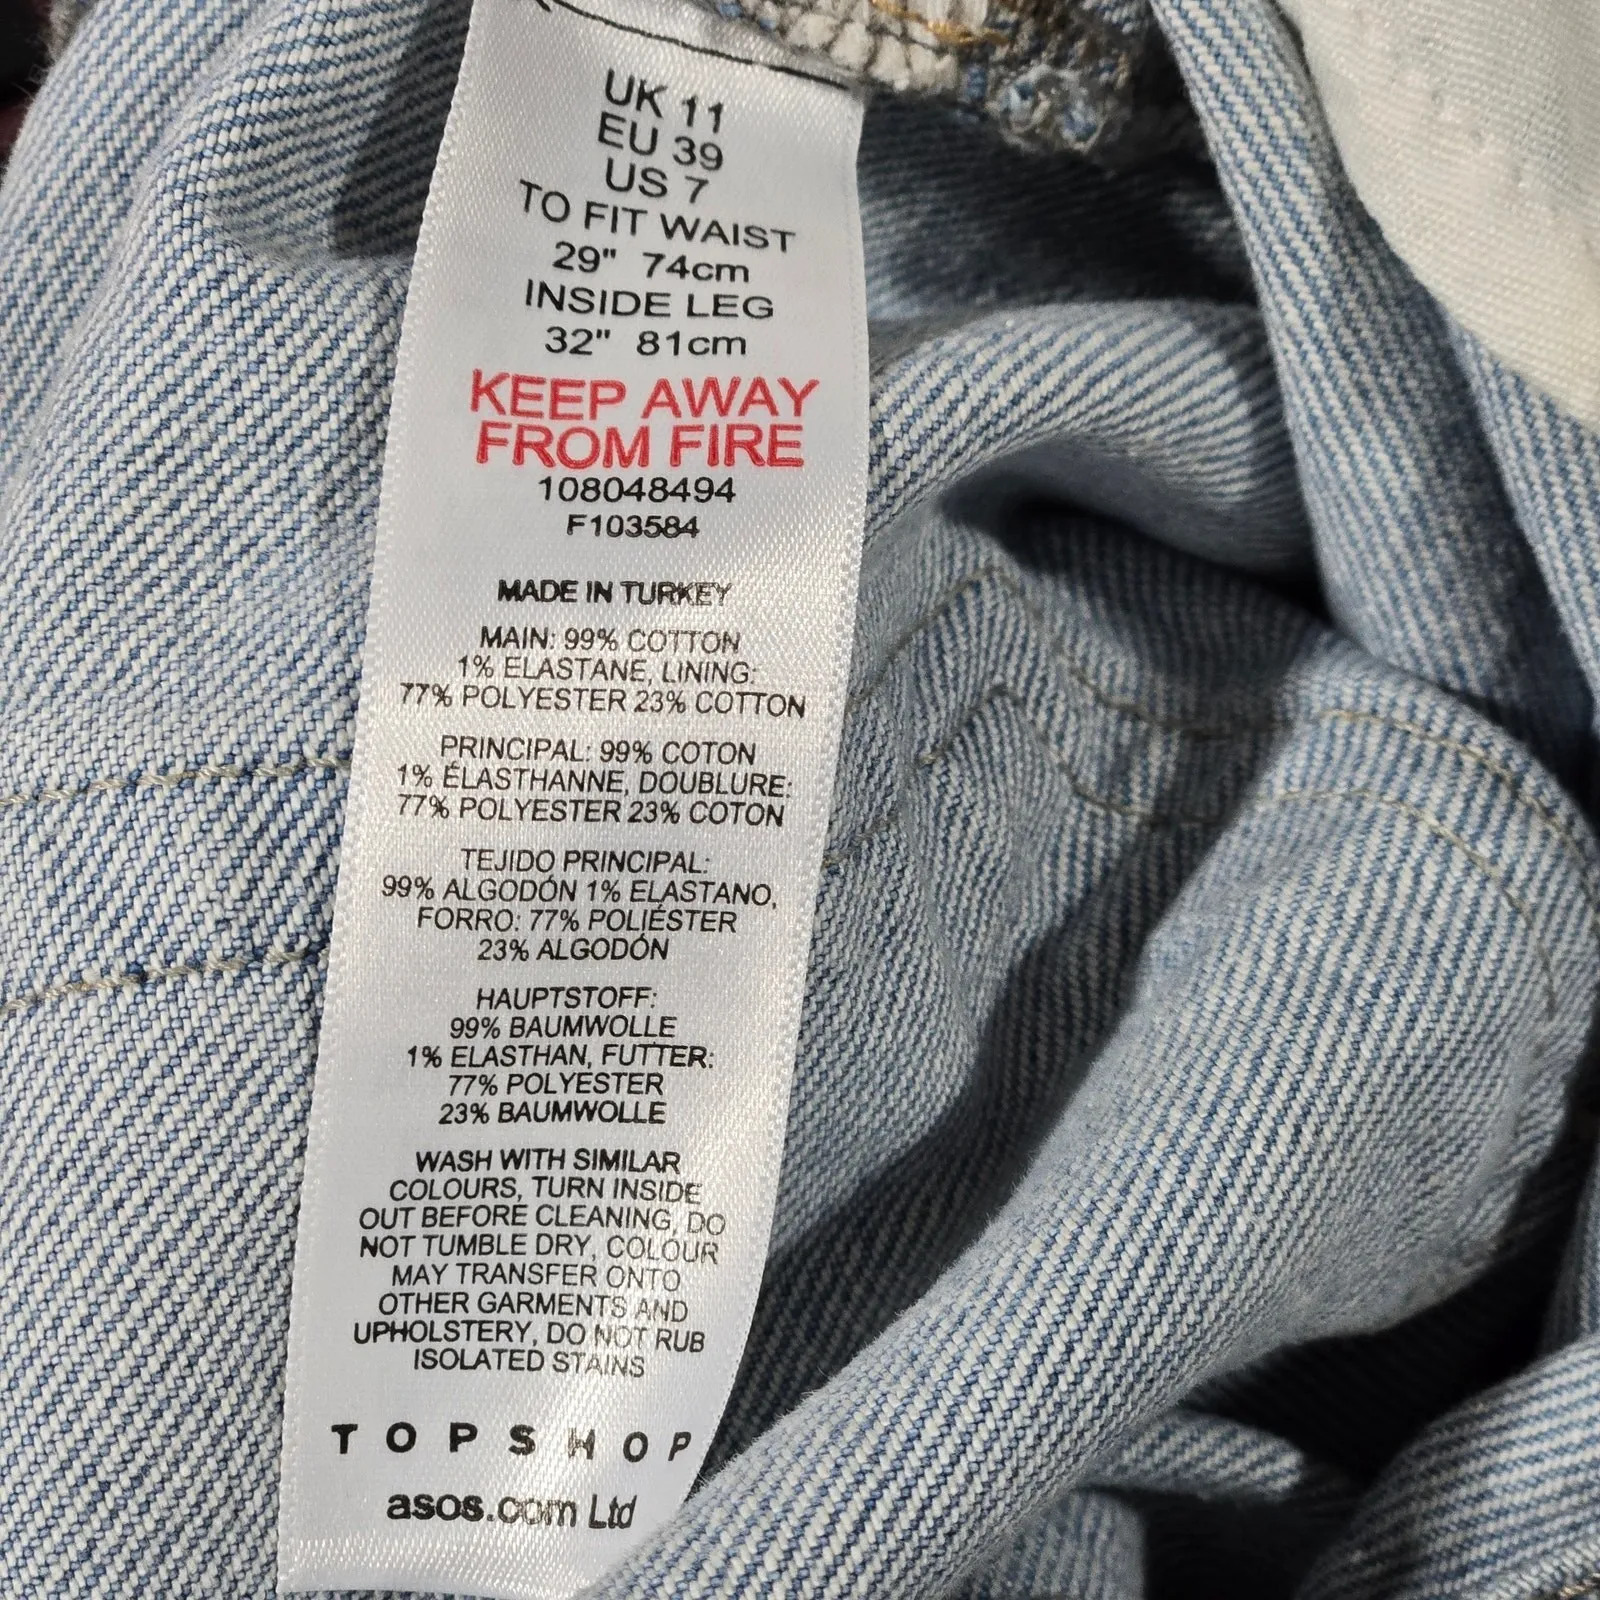 UK 11
EU 39
US 7
TO FIT WAIST
29" 74cm
INSIDE LEG
32" 81cm
KEEP AWAY
FROM FIRE
108048494
F103584
MADE IN TURKEY
MAIN: 99% COTTON
1% ELASTANE, LINING:
77% POLYESTER 23% COTTON
PRINCIPAL: 99% COTON
1% ÉLASTHANNE, DOUBLURE:
77% POLYESTER 23% COTON
TEJIDO PRINCIPAL:
99% ALGODÓN 1% ELASTANO,
FORRO: 77% POLIÉSTER
23% ALGODÓN
HAUPTSTOFF:
99% BAUMWOLLE
1% ELASTHAN, FUTTER:
77% POLYESTER
23% BAUMWOLLE
WASH WITH SIMILAR
COLOURS, TURN INSIDE
OUT BEFORE CLEANING, DO
NOT TUMBLE DRY, COLOUR
MAY TRANSFER ONTO
OTHER GARMENTS AND
UPHOLSTERY, DO NOT RUB
ISOLATED STAINS
TOPSHOP
asos.com Ltd